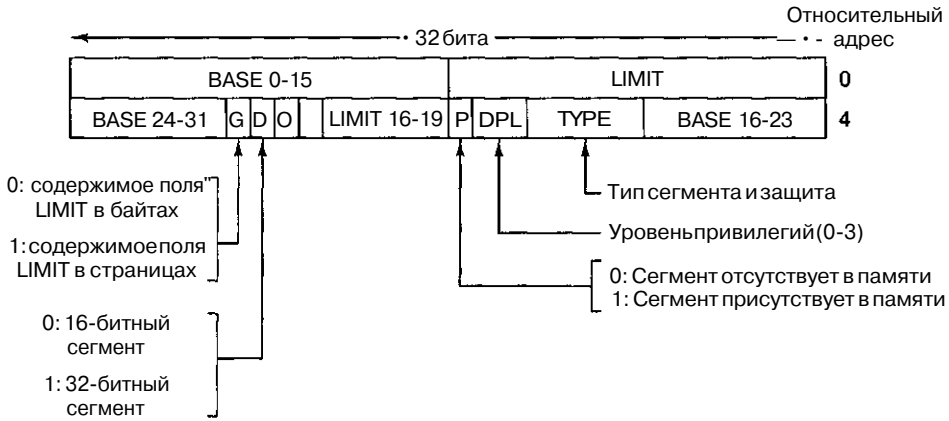 Относительный
32 бита
адрес
BASE 0-15 LIMIT 0
BASE 24-31 G D O LIMIT 16-19 P DPL TYPE BASE 16-23 4
0: содержимое поля"
LIMIT в байтах
1: содержимое поля
LIMIT в страницах
0: 16-битный
сегмент
1: 32-битный
сегмент
Тип сегмента и защита
Уровень привилегий (0-3)
0: Сегмент отсутствует в памяти
1: Сегмент присутствует в памяти